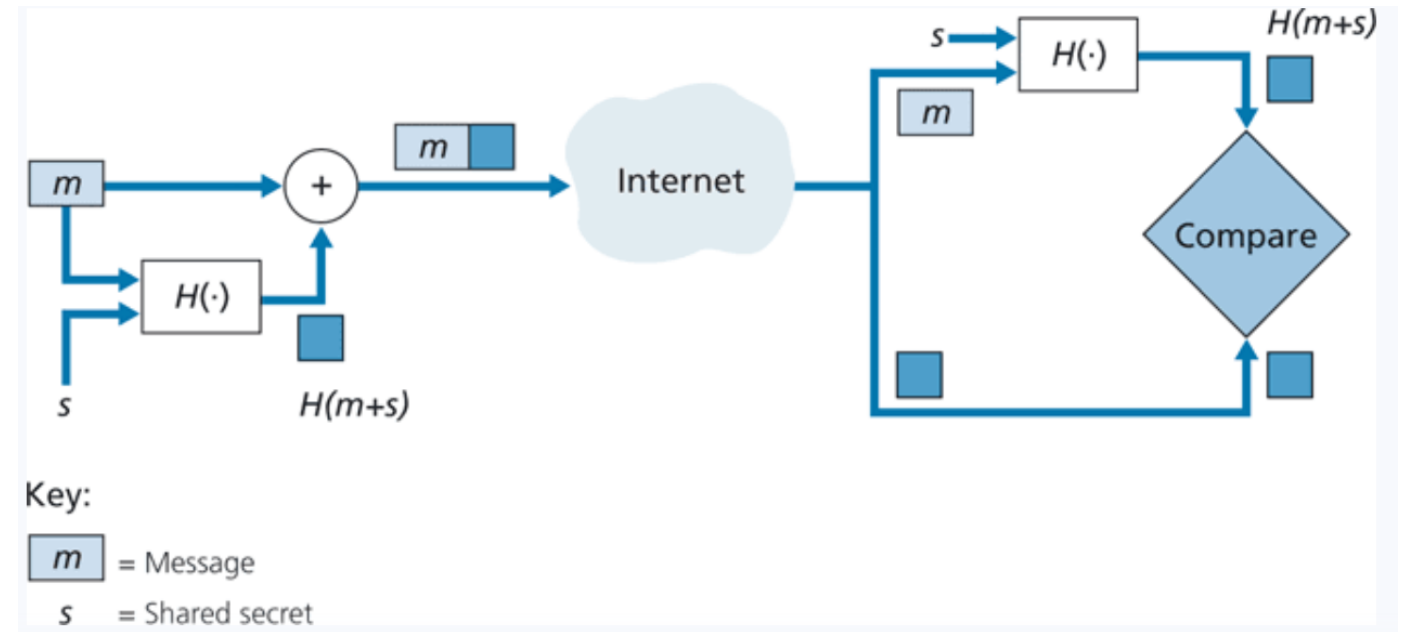 H(m+s)
s
H(·)
m
m
m
+
Internet
Compare
H(·)
s
H(m+s)
Key:
m = Message
s = Shared secret